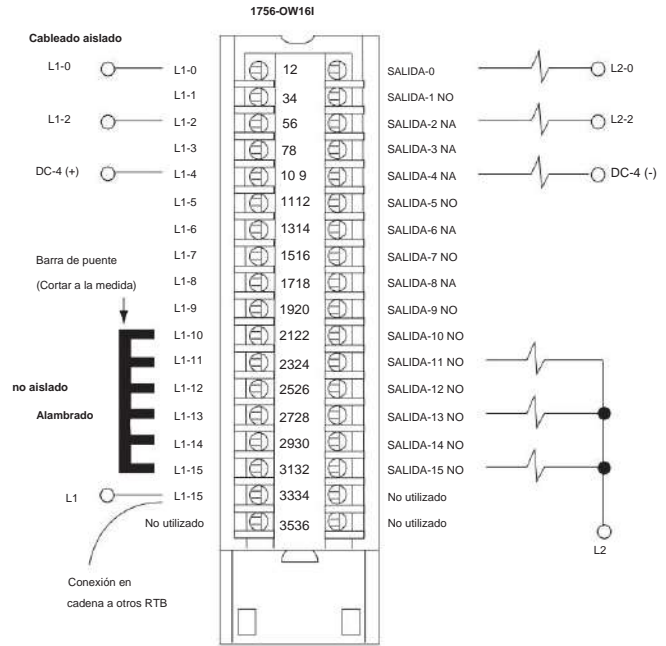 1756-OW16I
Cableado aislado
L1-0 L1-0 12 SALIDA-0 L2-0
L1-1 34 SALIDA-1 NO
L1-2 L1-2 56 SALIDA-2 NA L2-2
L1-3 78 SALIDA-3 NA
DC-4 (+) L1-4 10 9 SALIDA-4 NA DC-4 (-)
L1-5 1112 SALIDA-5 NO
L1-6 1314 SALIDA-6 NA
L1-7 1516 SALIDA-7 NO
Barra de puente
(Cortar a la medida) L1-8 1718 SALIDA-8 NA
L1-9 1920 SALIDA-9 NO
L1-10 2122 SALIDA-10 NO
L1-11 2324 SALIDA-11 NO
no aislado L1-12 2526 SALIDA-12 NO
Alambrado L1-13 2728 SALIDA-13 NO
L1-14 2930 SALIDA-14 NO
L1-15 3132 SALIDA-15 NO
L1 L1-15 3334 No utilizado
No utilizado 3536 No utilizado
L2
Conexión en
cadena a otros RTB